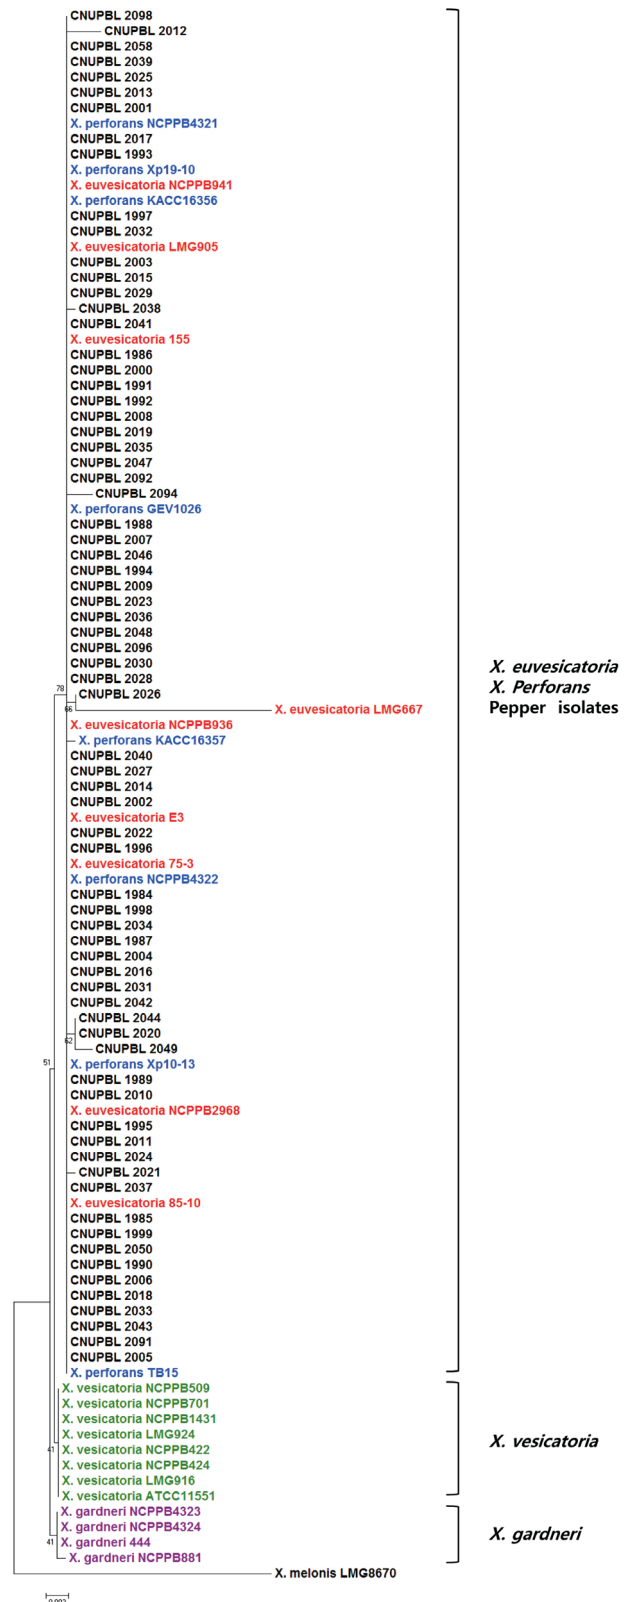 CNUPBL 2098
CNUPBL 2012
CNUPBL 2058
CNUPBL 2039
CNUPBL 2025
CNUPBL 2013
CNUPBL 2001
X. perforans NCPPB4321
CNUPBL 2017
CNUPBL 1993
X. perforans Xp19-10
X. euvesicatoria NCPPB941
X. perforans KACC16356
CNUPBL 1997
CNUPBL 2032
X. euvesicatoria LMG905
CNUPBL 2003
CNUPBL 2015
CNUPBL 2029
CNUPBL 2038
CNUPBL 2041
X. euvesicatoria 155
CNUPBL 1986
CNUPBL 2000
CNUPBL 1991
CNUPBL 1992
CNUPBL 2008
CNUPBL 2019
CNUPBL 2035
CNUPBL 2047
CNUPBL 2092
CNUPBL 2094
X. perforans GEV1026
CNUPBL 1988
CNUPBL 2007
CNUPBL 2046
CNUPBL 1994
CNUPBL 2009
CNUPBL 2023
CNUPBL 2036
CNUPBL 2048
CNUPBL 2096
CNUPBL 2030
CNUPBL 2028
78
CNUPBL 2026
66
X. euvesicatoria LMG667
X. euvesicatoria NCPPB936
X. perforans KACC16357
CNUPBL 2040
CNUPBL 2027
CNUPBL 2014
CNUPBL 2002
X. euvesicatoria E3
CNUPBL 2022
CNUPBL 1996
X. euvesicatoria 75-3
X. perforans NCPPB4322
CNUPBL 1984
CNUPBL 1998
CNUPBL 2034
CNUPBL 1987
CNUPBL 2004
CNUPBL 2016
CNUPBL 2031
CNUPBL 2042
CNUPBL 2044
CNUPBL 2020
62
CNUPBL 2049
51
X. perforans Xp10-13
CNUPBL 1989
CNUPBL 2010
X. euvesicatoria NCPPB2968
CNUPBL 1995
CNUPBL 2011
CNUPBL 2024
CNUPBL 2021
CNUPBL 2037
X. euvesicatoria 85-10
CNUPBL 1985
CNUPBL 1999
CNUPBL 2050
CNUPBL 1990
CNUPBL 2006
CNUPBL 2018
CNUPBL 2033
CNUPBL 2043
CNUPBL 2091
CNUPBL 2005
X. perforans TB15
X. euvesicatoria
X. Perforans
Pepper isolates
X. vesicatoria NCPPB509
X. vesicatoria NCPPB701
X. vesicatoria NCPPB1431
X. vesicatoria LMG924
X. vesicatoria NCPPB422
41
X. vesicatoria NCPPB424
X. vesicatoria LMG916
X. vesicatoria ATCC11551
X. vesicatoria
X. gardneri NCPPB4323
X. gardneri NCPPB4324
41
X. gardneri 444
X. gardneri NCPPB881
X. gardneri
X. melonis LMG8670